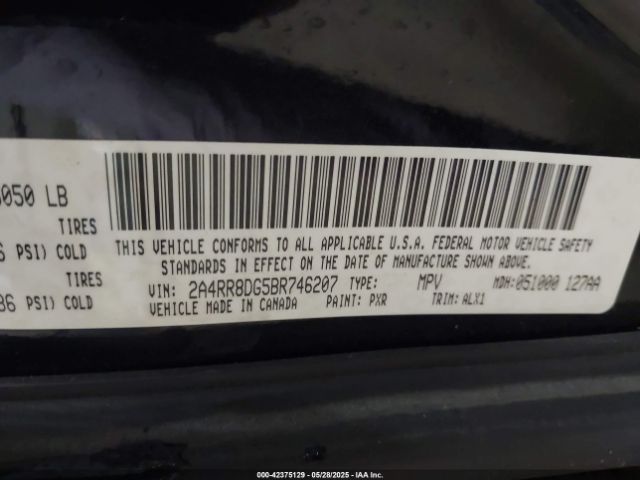 050 LB
TIRES
PSI) COLD
TIRES
36 PSI) COLD
THIS VEHICLE CONFORMS TO ALL APPLICABLE U.S.A. FEDERAL MOTOR VEHICLE SAFETY
STANDARDS IN EFFECT ON THE DATE OF MANUFACTURE SHOWN ABOVE.
VIN: 2A4RR8DG5BR746207 TYPE: MPV MDH: 051000 127AA
VEHICLE MADE IN CANADA PAINT: PXR TRIM: ALX1
000-42375129 — 05/28/2025 — IAA Inc.